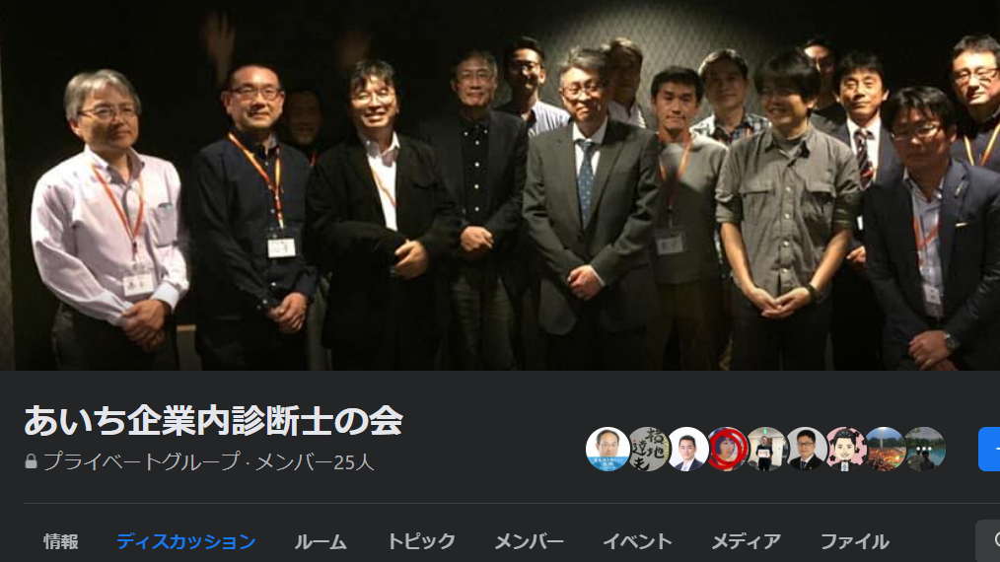 あいち企業内診断士の会
プライベートグループ · メンバー25人
情報 ディスカッション ルーム トピック メンバー イベント メディア ファイル